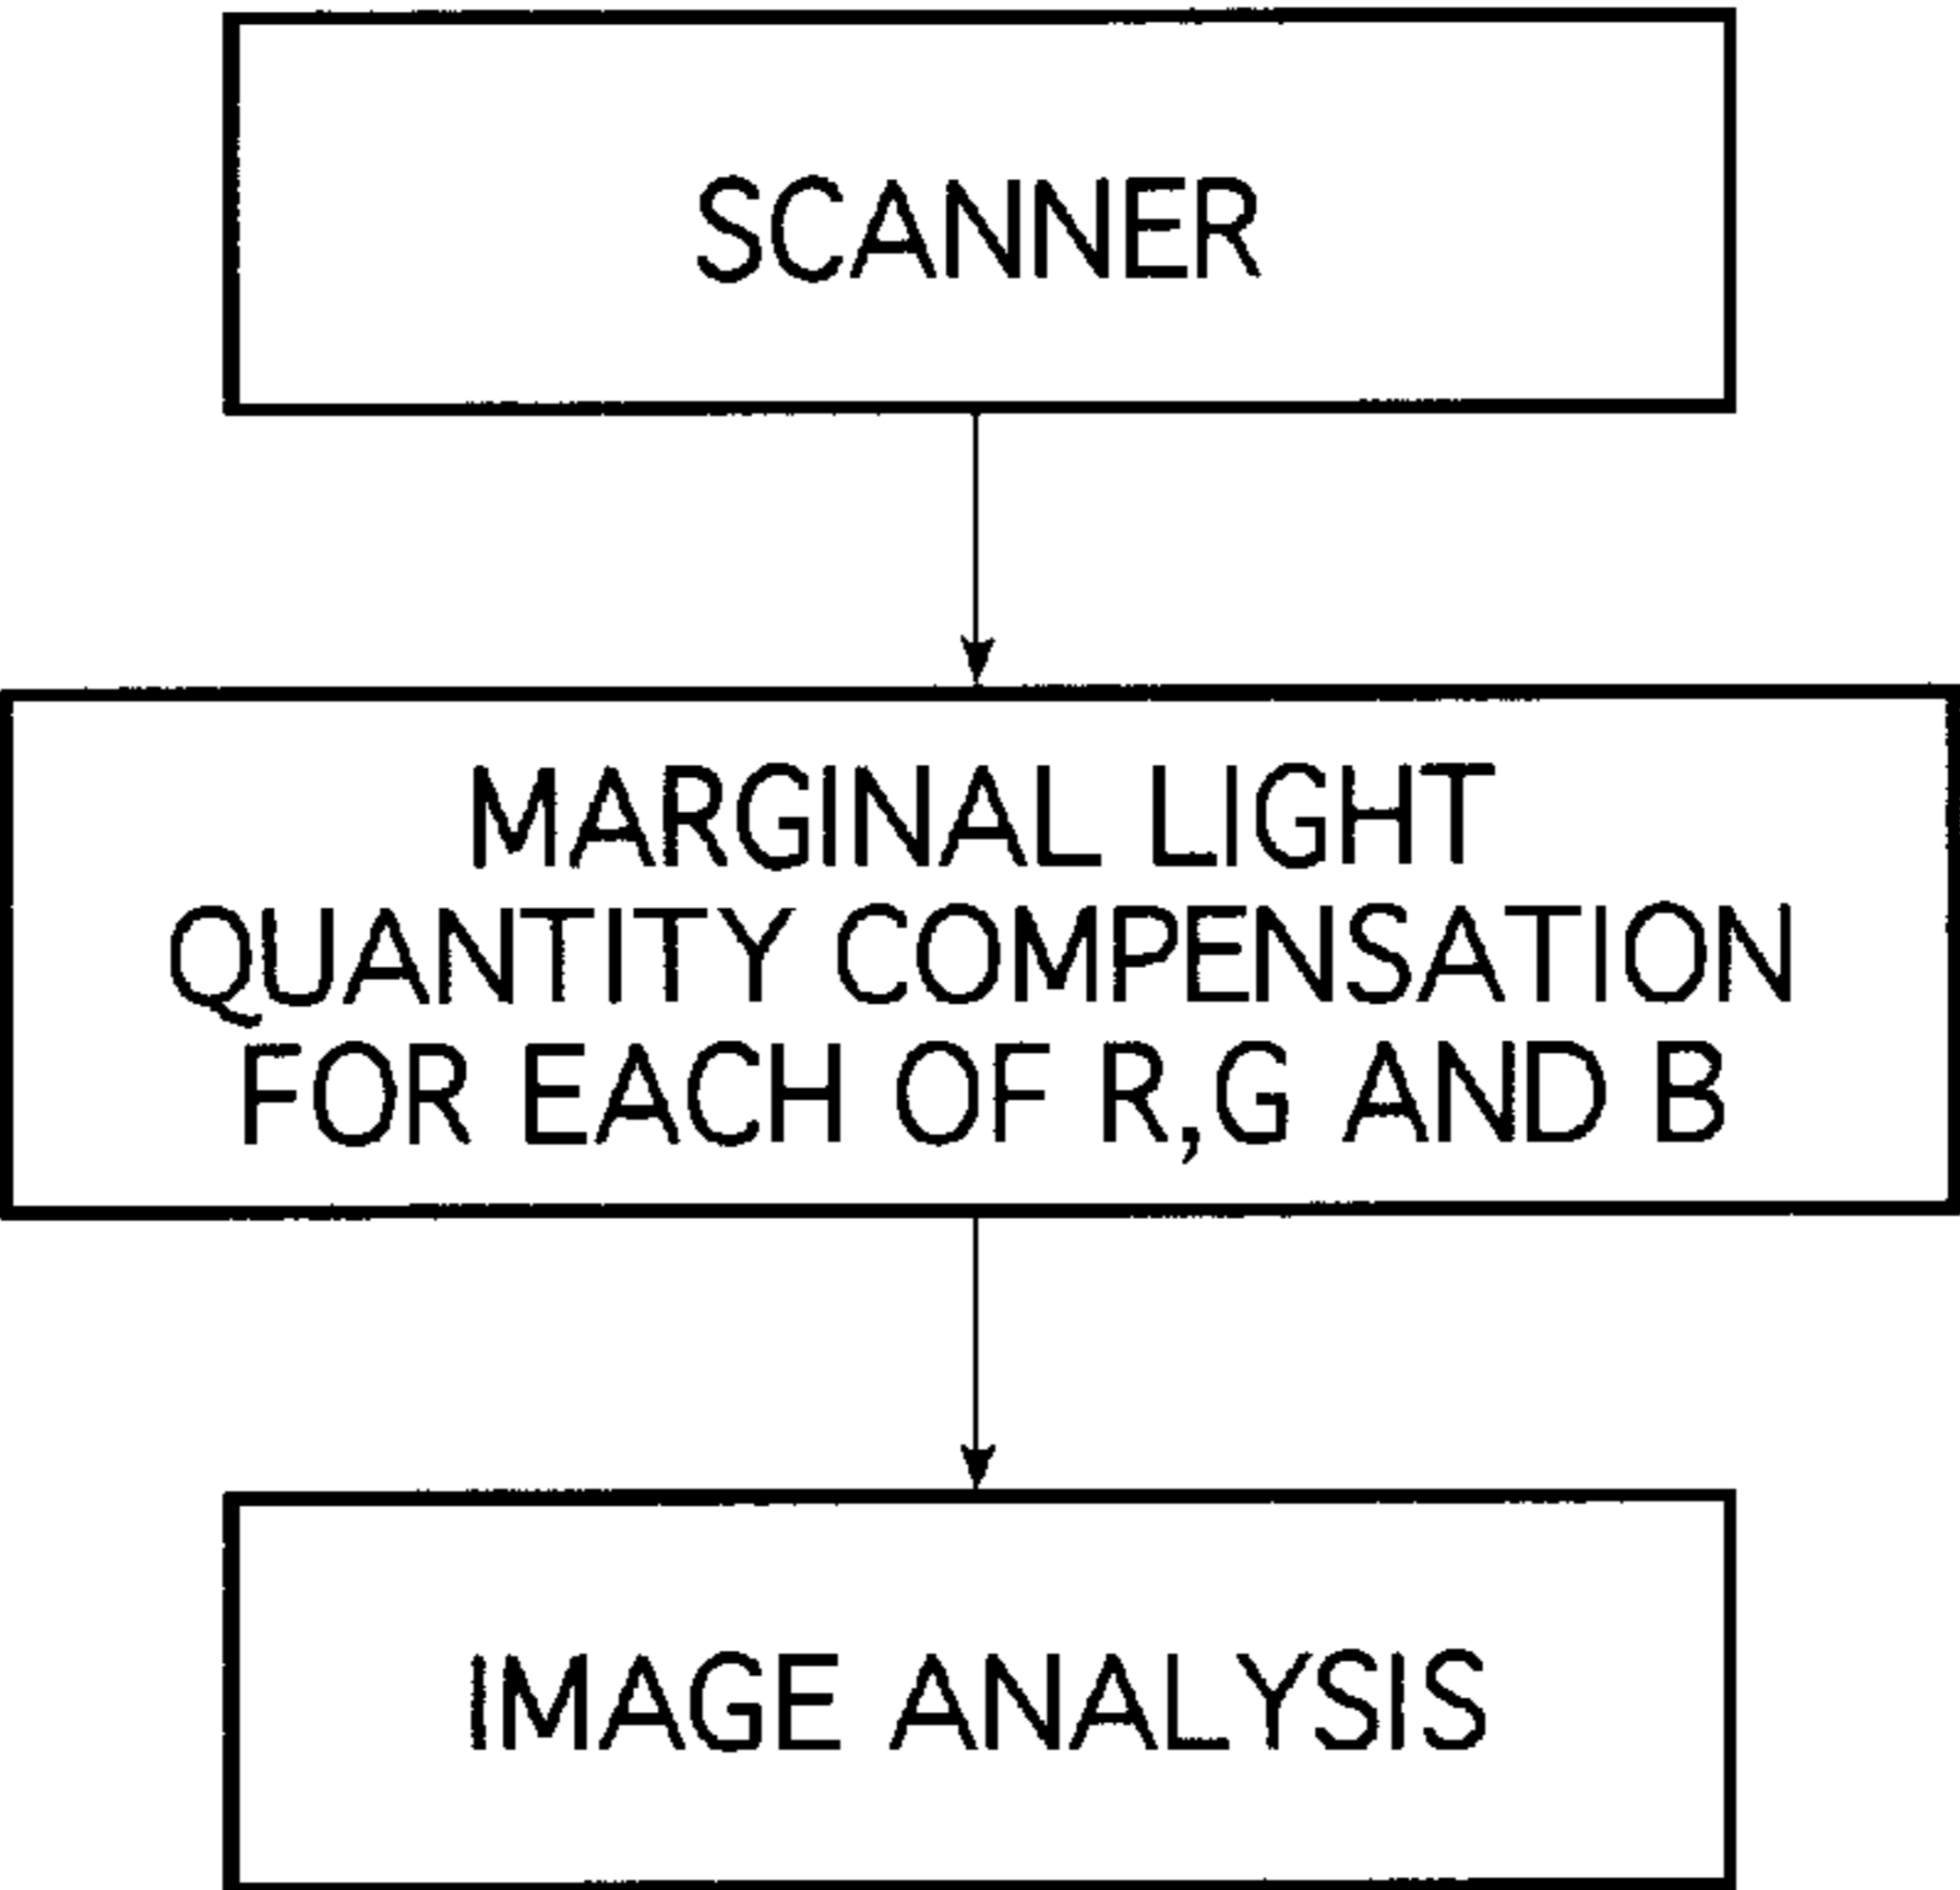 SCANNER
MARGINAL LIGHT
QUANTITY COMPENSATION
FOR EACH OF R,G AND B
IMAGE ANALYSIS